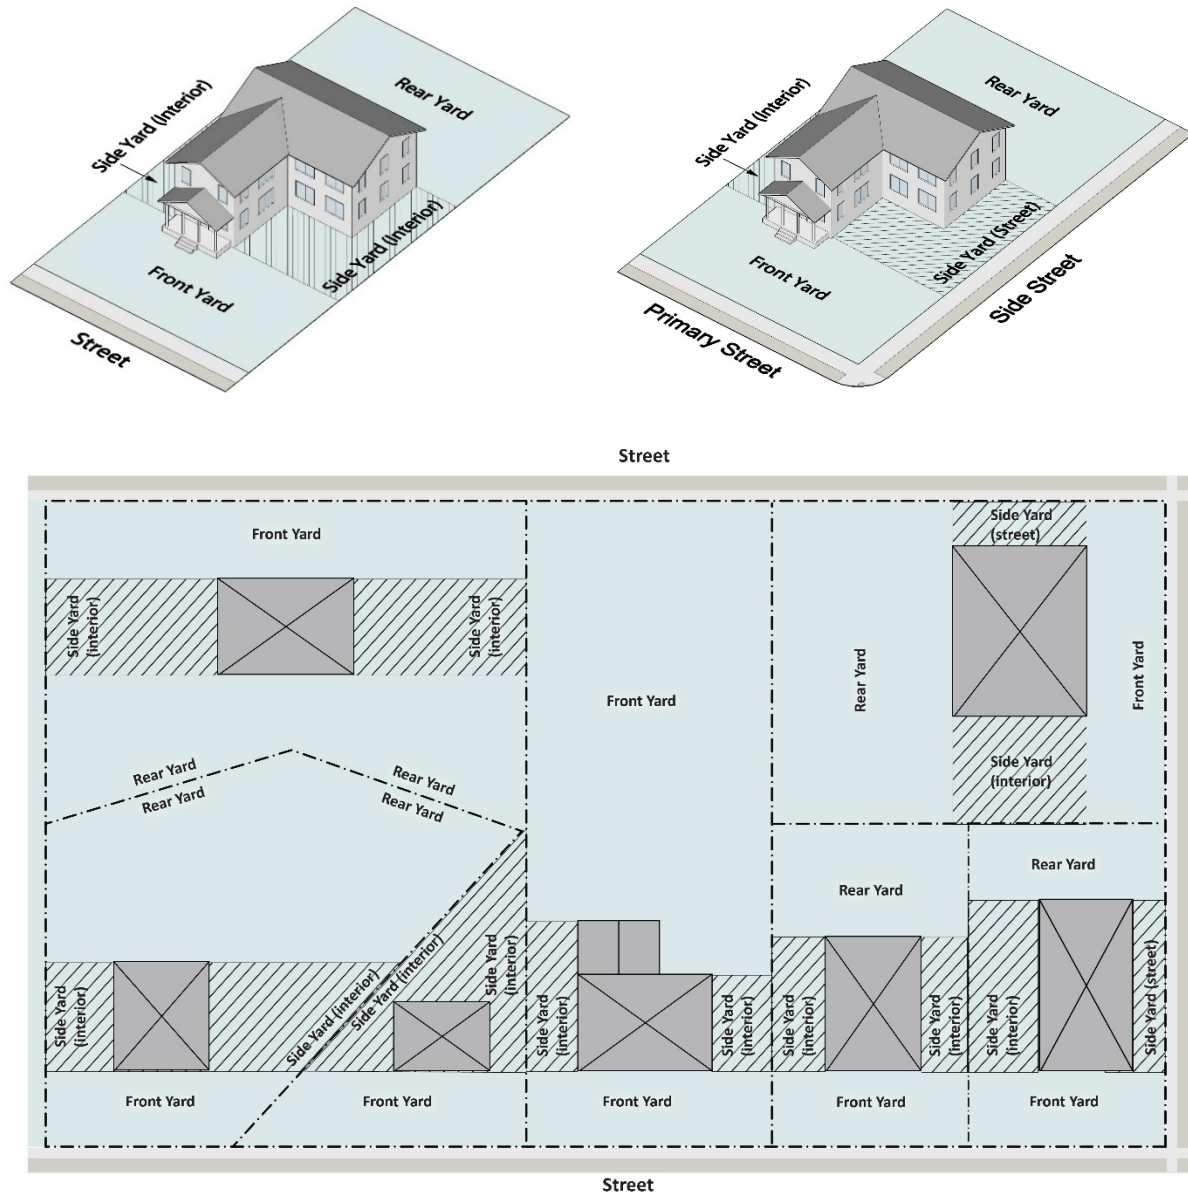 Rear Yard
Side Yard (Interior)
Side Yard (Interior)
Front Yard
Street
Rear Yard
Side Yard (Interior)
Side Yard (Street)
Front Yard
Side Street
Primary Street
Street
Front Yard
Side Yard
(interior)
Side Yard
(interior)
Rear Yard
Rear Yard
Rear Yard
Rear Yard
Front Yard
Side Yard
(street)
Rear Yard
Front Yard
Side Yard
(interior)
Rear Yard
Rear Yard
Side Yard
(interior)
Side Yard (interior)
Side Yard (interior)
Side Yard
(interior)
Side Yard
(interior)
Side Yard
(interior)
Side Yard
(interior)
Side Yard
(interior)
Side Yard
(interior)
Side Yard (street)
Front Yard
Front Yard
Front Yard
Front Yard
Front Yard
Street